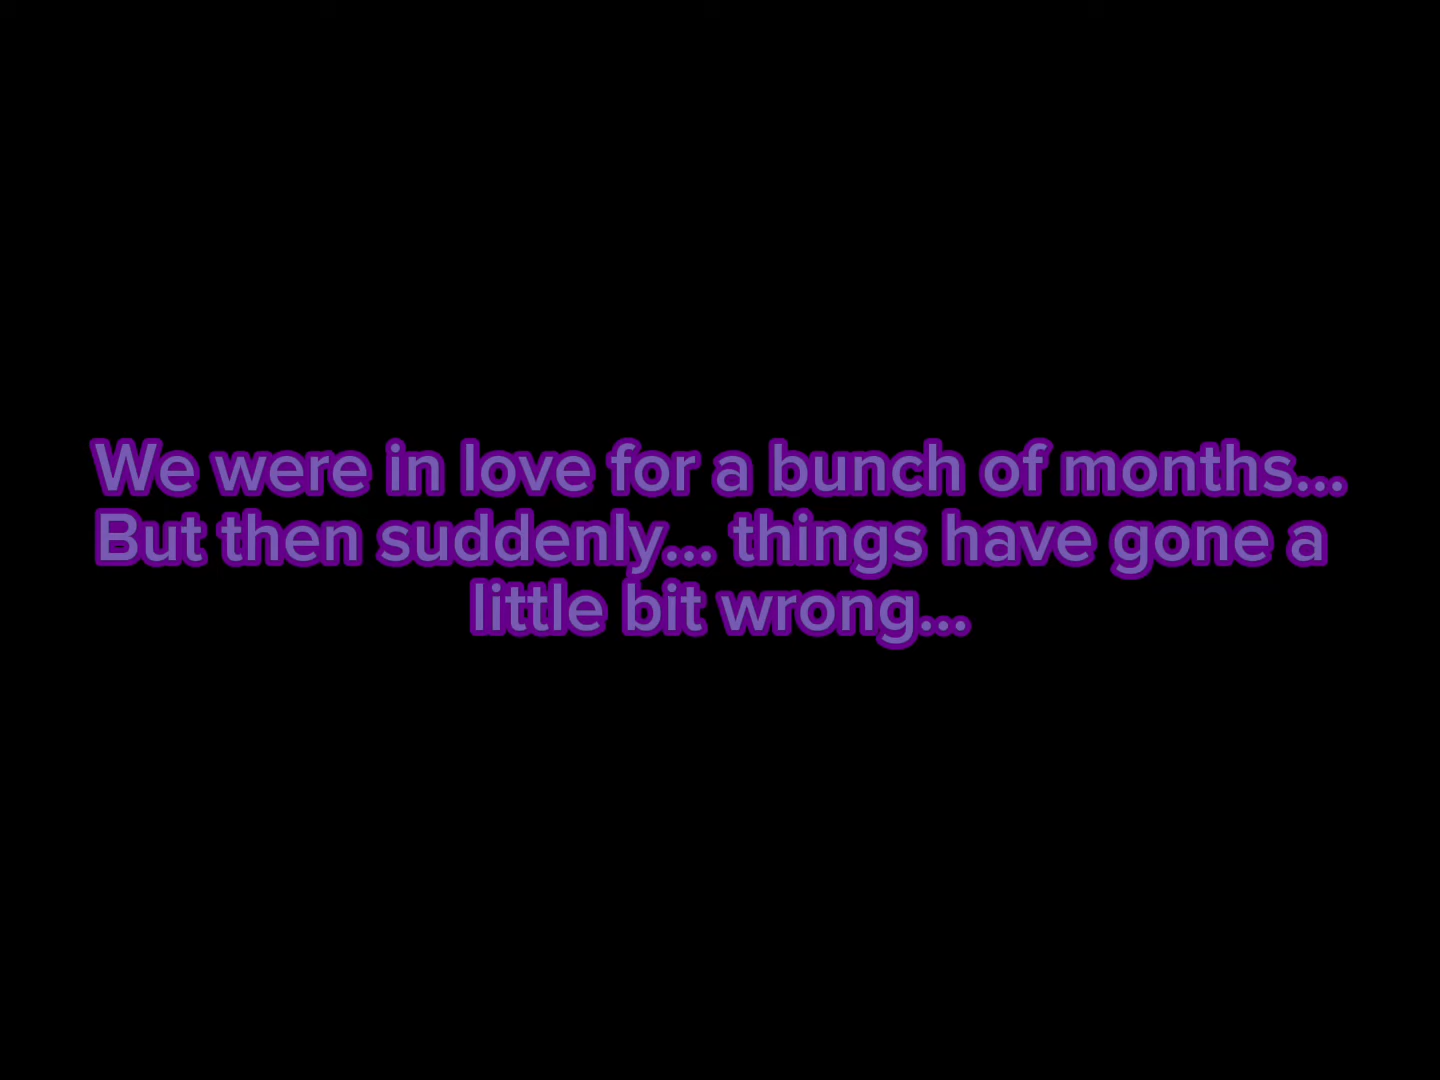 We were in love for a bunch of months...
But then suddenly... things have gone a
little bit wrong...